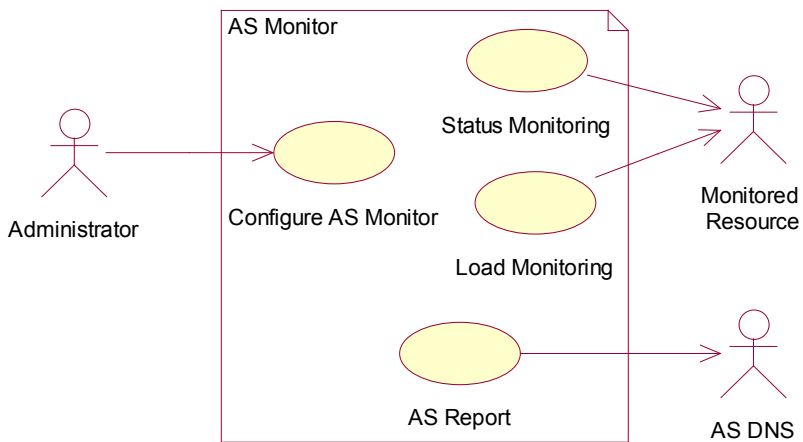 AS Monitor
Status Monitoring
Administrator
Configure AS Monitor
Monitored
Resource
Load Monitoring
AS Report
AS DNS